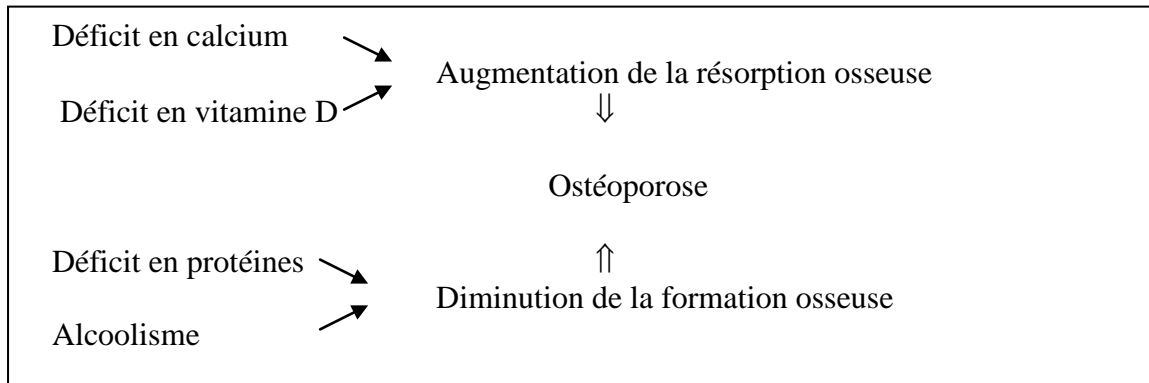 Déficit en calcium
Augmentation de la résorption osseuse
Déficit en vitamine D
⇓
Ostéoporose
Déficit en protéines
⇑
Diminution de la formation osseuse
Alcoolisme